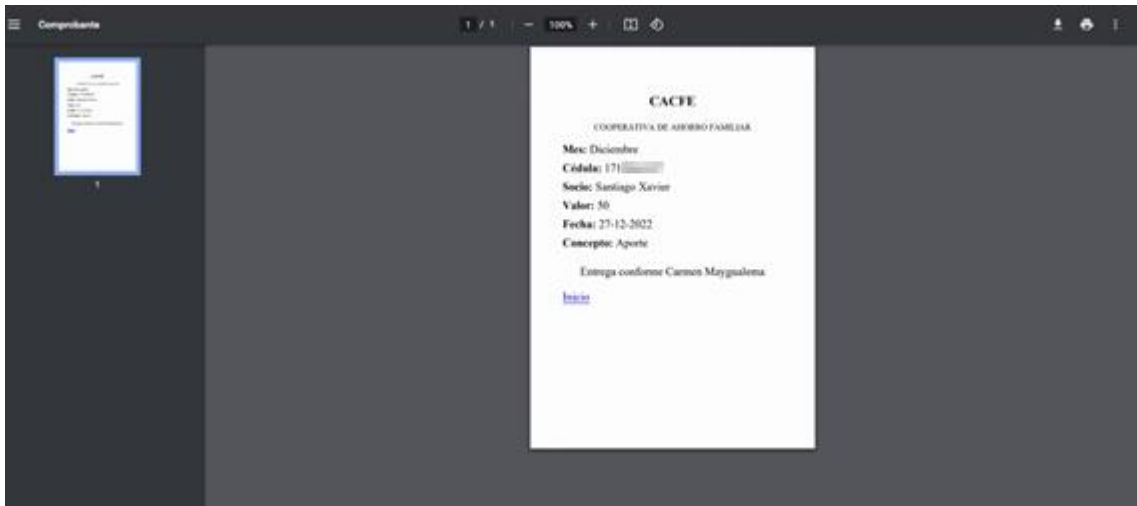 Comprobante
1 / 1
100%
1
CACFE
COOPERATIVA DE AHORRO FAMILIAR
Mes: Diciembre
Cédula: 171
Socio: Santiago Xavier
Valor: 50
Fecha: 27-12-2022
Concepto: Aporte
Entrega conforme Carmen Maygualema
Inicio